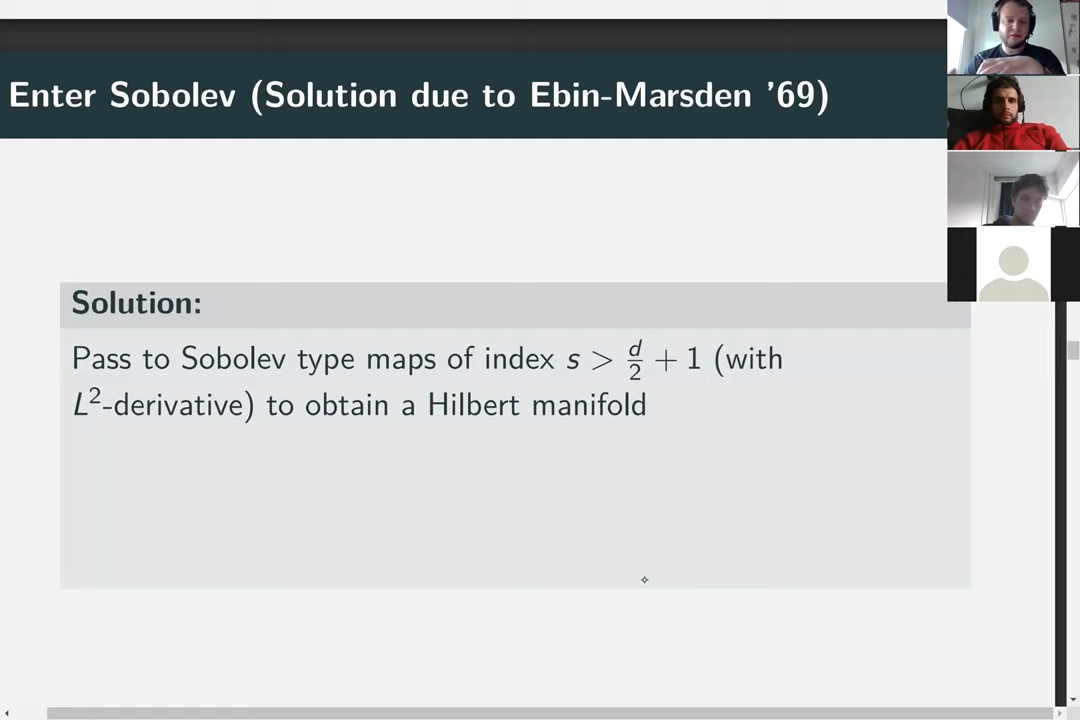 Enter Sobolev (Solution due to Ebin-Marsden ’69)
Solution:
Pass to Sobolev type maps of index s > d/2 + 1 (with
L²-derivative) to obtain a Hilbert manifold